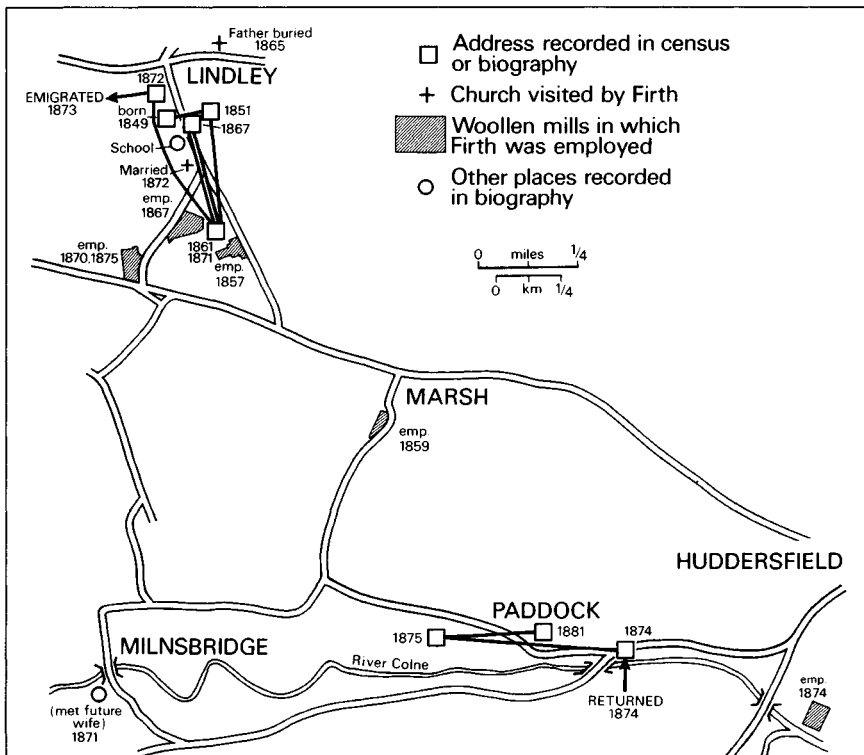 Father buried
1865
LINDLEY
1872
EMIGRATED
1873
born
1849
1851
1867
School
Married
1872
emp.
1867
1861
1871
emp.
1857
emp.
1870.1875
Address recorded in census
or biography
Church visited by Firth
Woollen mills in which
Firth was employed
Other places recorded
in biography
0 miles 1/4
0 km 1/4
MARSH
emp.
1859
HUDDERSFIELD
PADDOCK
1875
1881
1874
MILNSBRIDGE
River Colne
(met future
wife)
1871
RETURNED
1874
emp.
1874